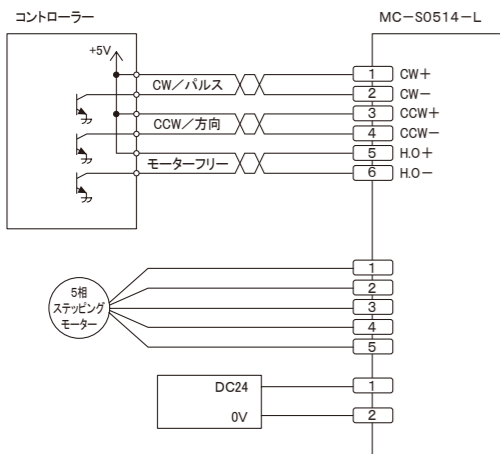 コントローラー
MC-S0514-L
+5V
CW/パルス
1 CW+
2 CW-
CCW/方向
3 CCW+
4 CCW-
モーターフリー
5 H.O+
6 H.O-
5相
ステッピング
モーター
1
2
3
4
5
DC24
1
0V
2